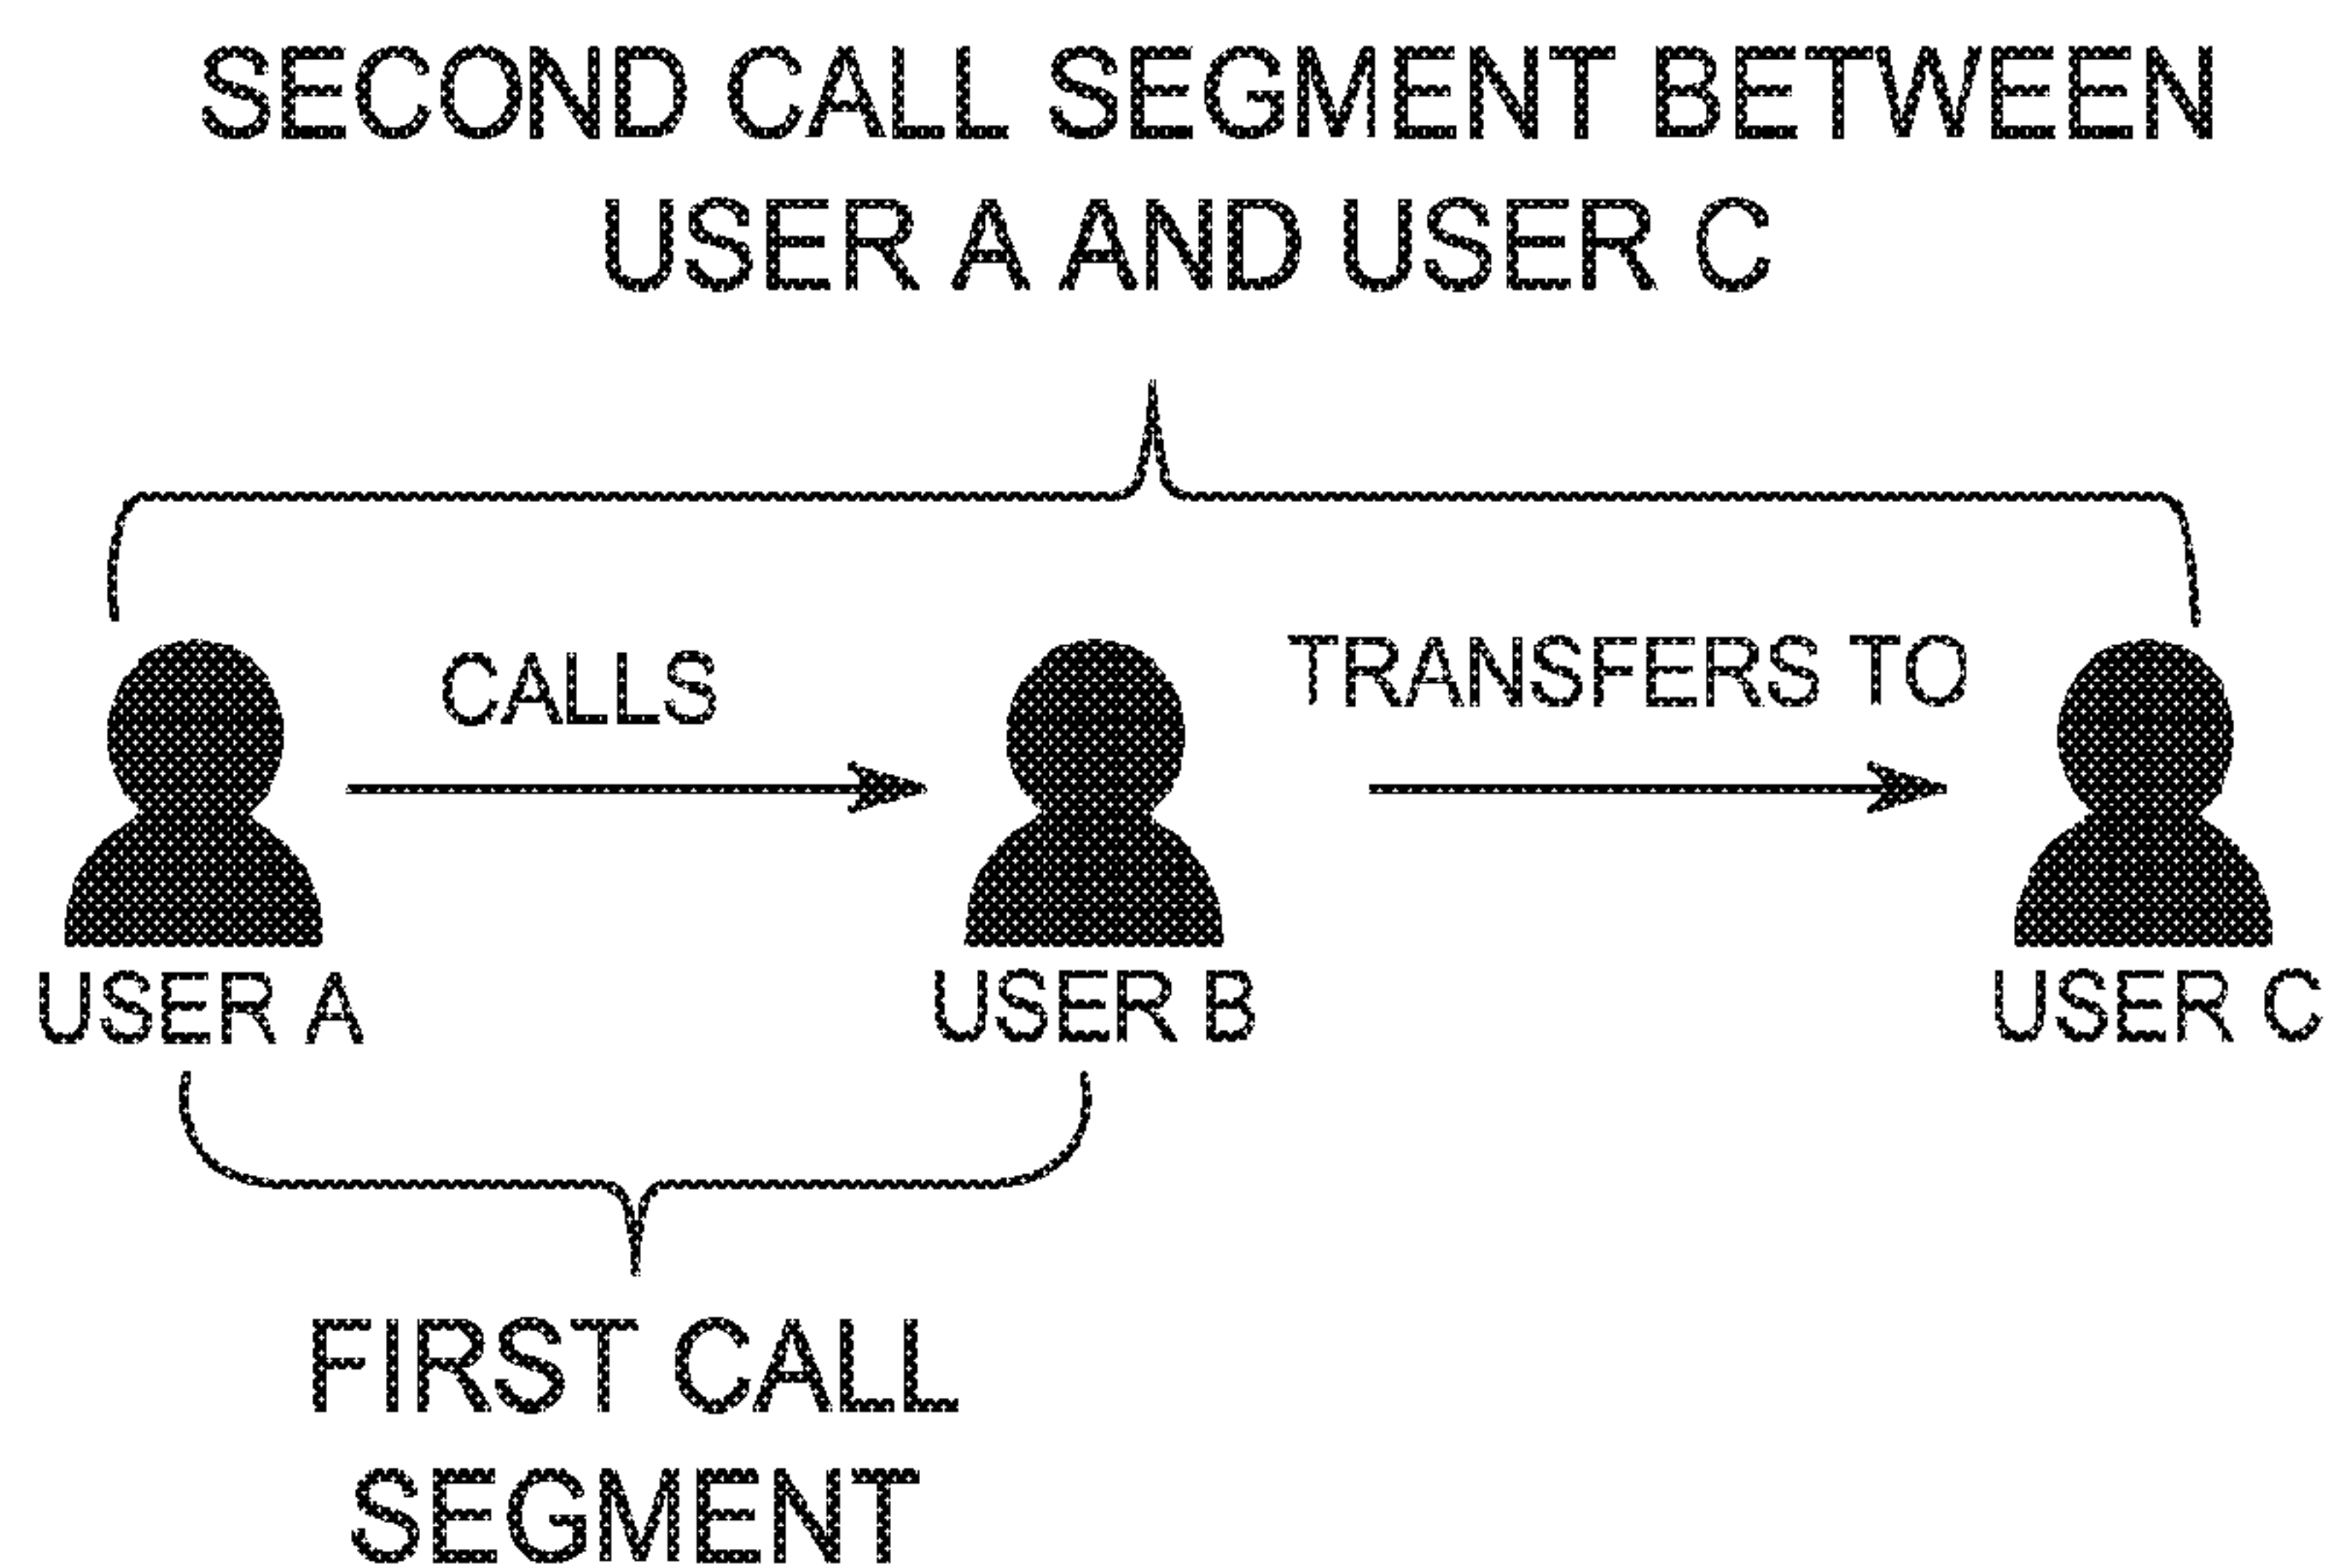 SECOND CALL SEGMENT BETWEEN
USER A AND USER C
CALLS
TRANSFERS TO
USER A
USER B
USER C
FIRST CALL
SEGMENT